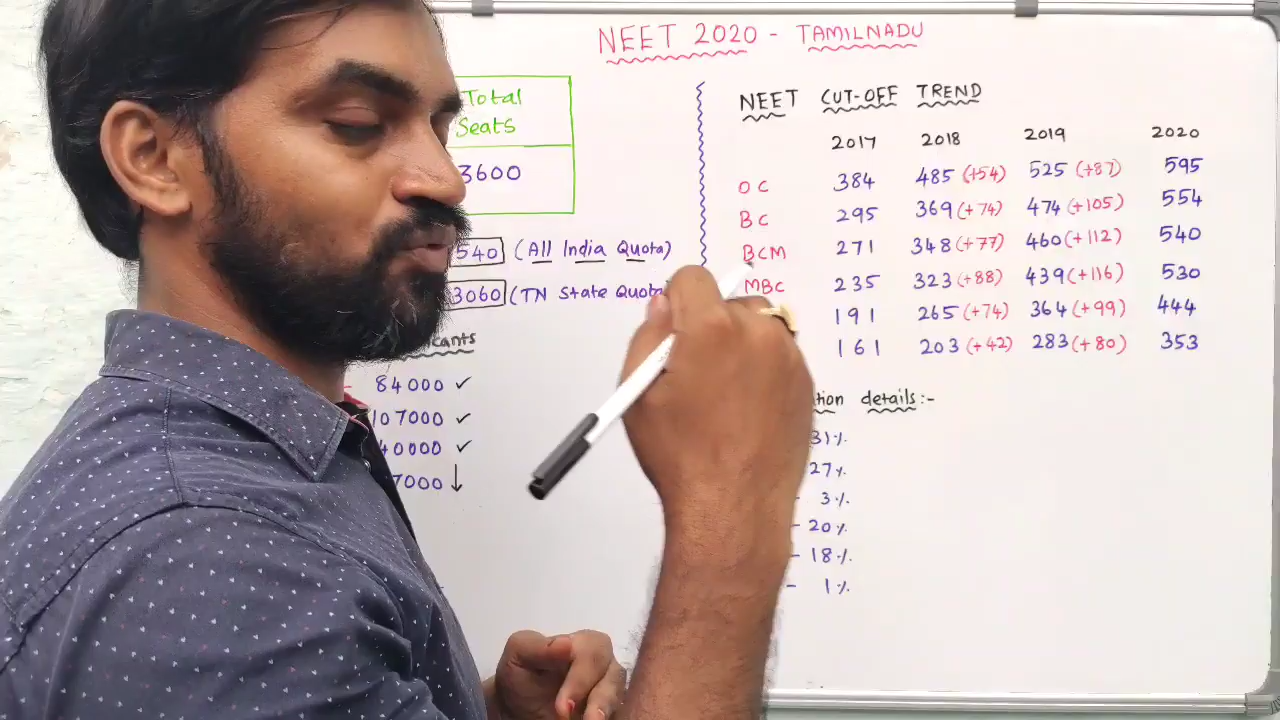 NEET 2020 - TAMILNADU
Total
Seats
3600
540 (All India Quota)
3060 (TN State Quota
84000 ✓
107000 ✓
40000 ✓
7000 ↓
NEET CUT-OFF TREND
2017 2018 2019 2020
OC 384 485 (+54) 525 (+87) 595
BC 295 369 (+74) 474 (+105) 554
BCM 271 348 (+77) 460 (+112) 540
MBC 235 323 (+88) 439 (+116) 530
191 265 (+74) 364 (+99) 444
161 203 (+42) 283 (+80) 353
details:-
31%
27%
- 3%
- 20%
- 18%
- 1%